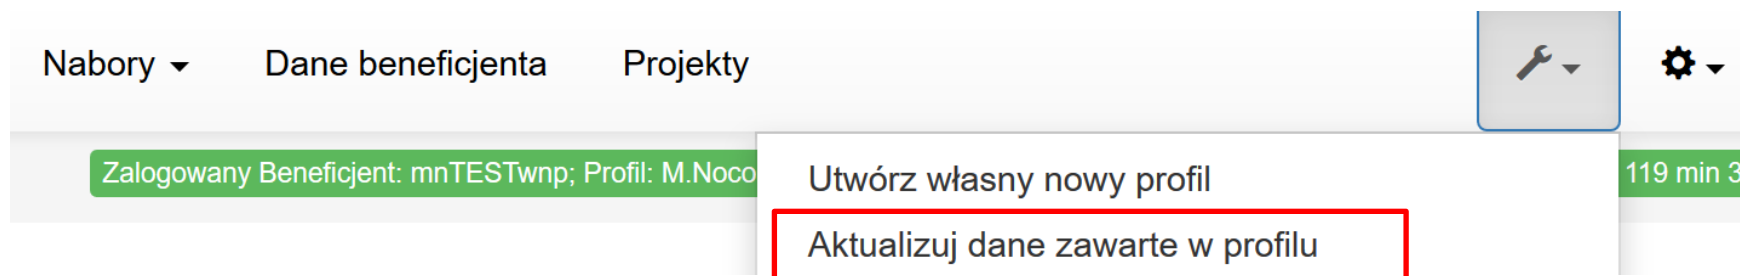 Nabory Dane beneficjenta Projekty
Zalogowany Beneficjent: mnTESTwnp; Profil: M.Noco 119 min 3
Utwórz własny nowy profil
Aktualizuj dane zawarte w profilu